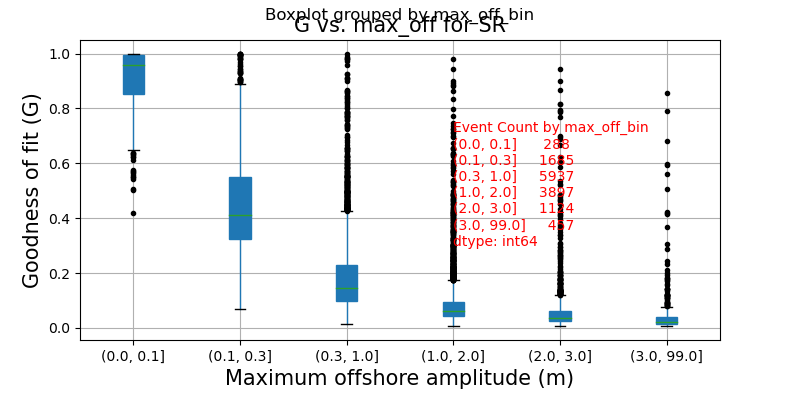 Boxplot grouped by max_off_bin
G vs. max_off for SR
Goodness of fit (G)
1.0
0.8
0.6
0.4
0.2
0.0
Event Count by max_off_bin
(0.0, 0.1] 288
(0.1, 0.3]
(0.3, 1.0] 5937
(1.0, 2.0] 3897
(2.0, 3.0]
(3.0, 99.0]
dtype: int64
(0.0, 0.1] (0.1, 0.3] (0.3, 1.0] (1.0, 2.0] (2.0, 3.0] (3.0, 99.0]
Maximum offshore amplitude (m)